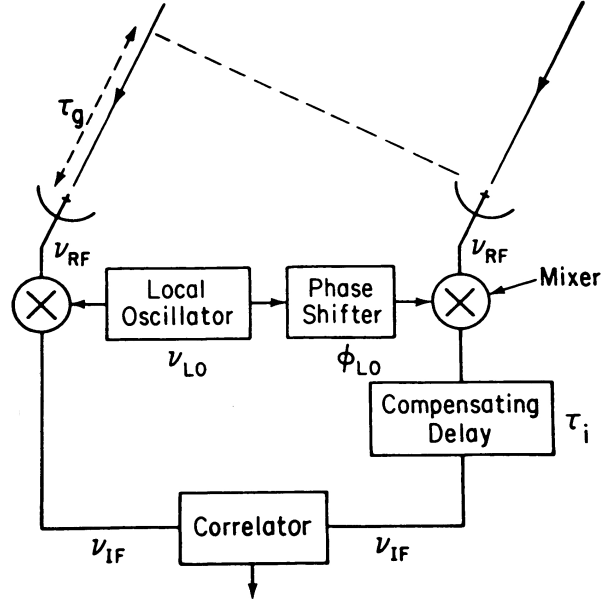 τg
νRF
νRF
Local
Oscillator
Phase
Shifter
Mixer
νLO
ϕLO
Compensating
Delay
τi
Correlator
νIF
νIF